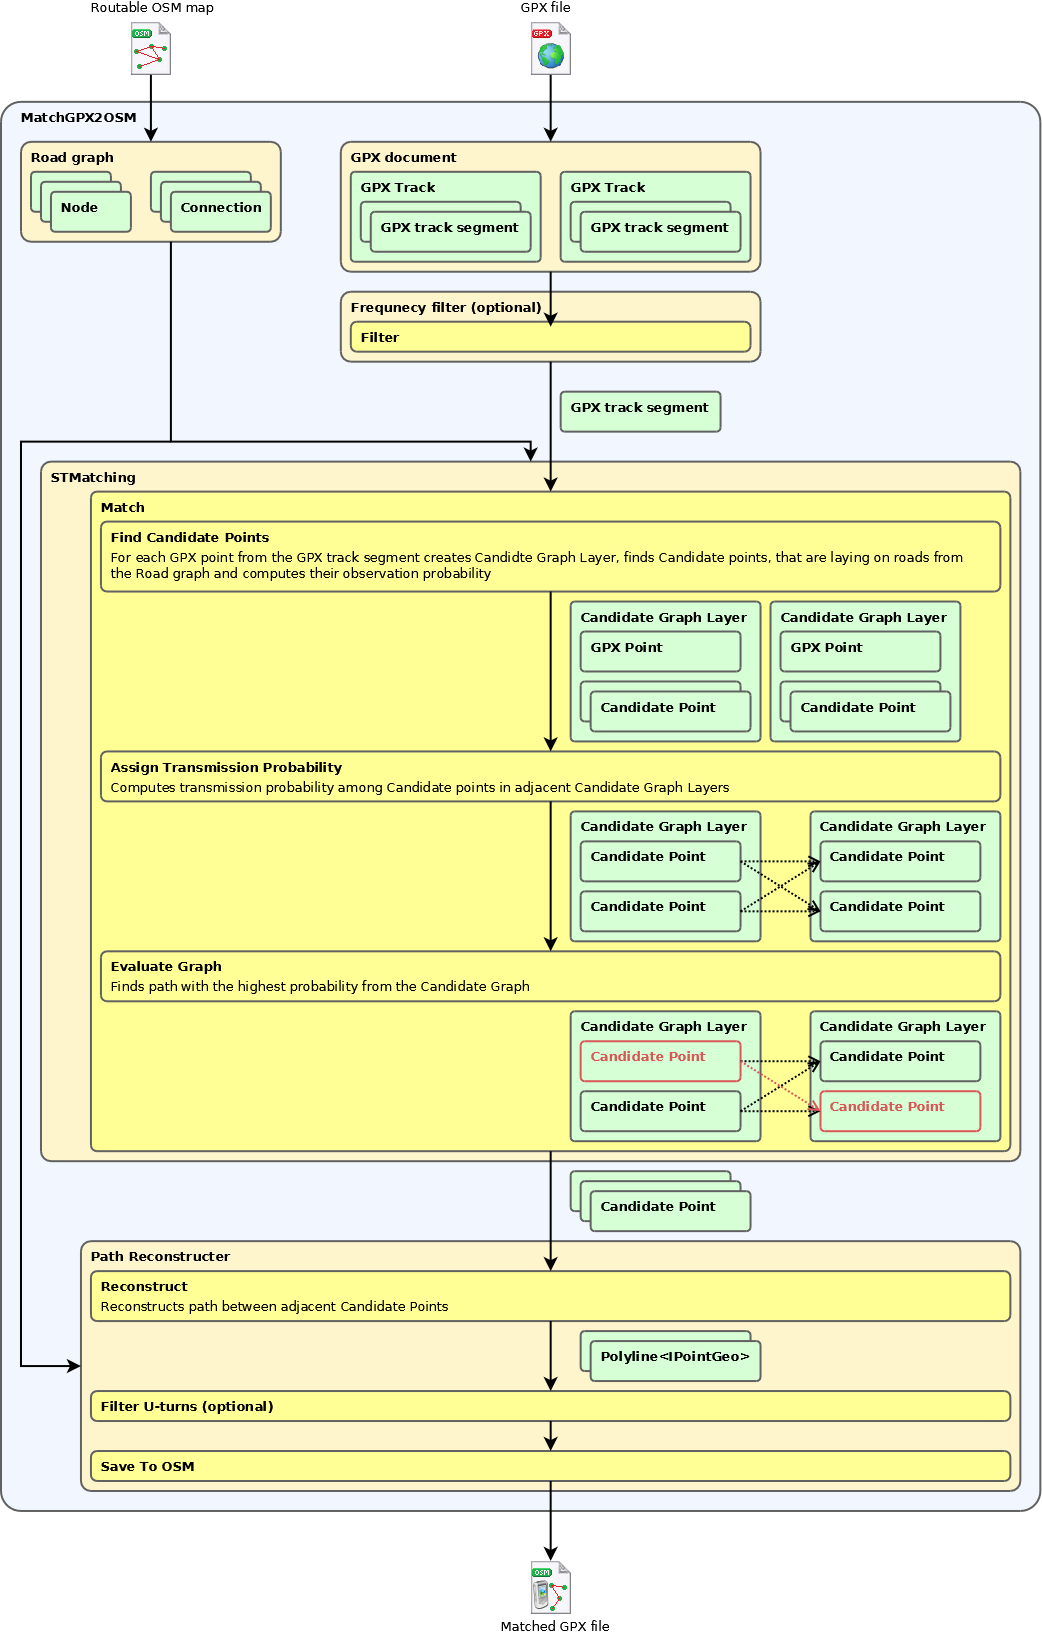 Routable OSM map
GPX file
OSM
GPX
MatchGPX2OSM
Road graph
Node
Connection
GPX document
GPX Track
GPX track segment
GPX Track
GPX track segment
Frequnecy filter (optional)
Filter
GPX track segment
STMatching
Match
Find Candidate Points
For each GPX point from the GPX track segment creates Candidte Graph Layer, finds Candidate points, that are laying on roads from
the Road graph and computes their observation probability
Candidate Graph Layer
GPX Point
Candidate Point
Candidate Graph Layer
GPX Point
Candidate Point
Assign Transmission Probability
Computes transmission probability among Candidate points in adjacent Candidate Graph Layers
Candidate Graph Layer
Candidate Point
Candidate Point
Candidate Graph Layer
Candidate Point
Candidate Point
Evaluate Graph
Finds path with the highest probability from the Candidate Graph
Candidate Graph Layer
Candidate Point
Candidate Point
Candidate Graph Layer
Candidate Point
Candidate Point
Candidate Point
Path Reconstructer
Reconstruct
Reconstructs path between adjacent Candidate Points
Polyline<IPointGeo>
Filter U-turns (optional)
Save To OSM
OSM
Matched GPX file